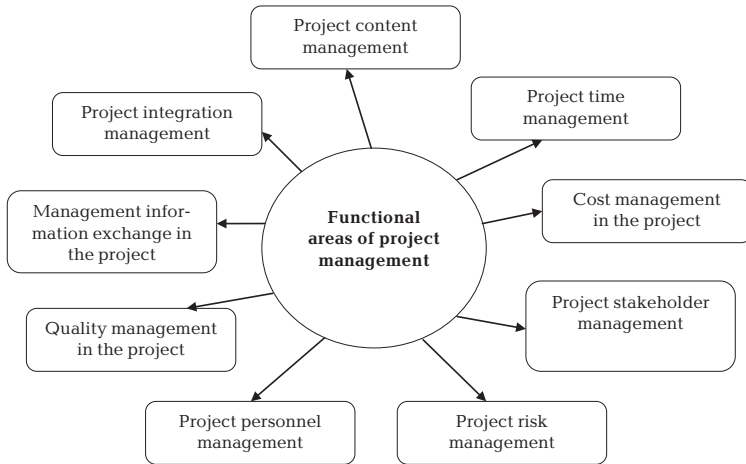 Project content
management
Project time
management
Project integration
management
Cost management
in the project
Management infor-
mation exchange in
the project
Functional
areas of project
management
Project stakeholder
management
Quality management
in the project
Project personnel
management
Project risk
management